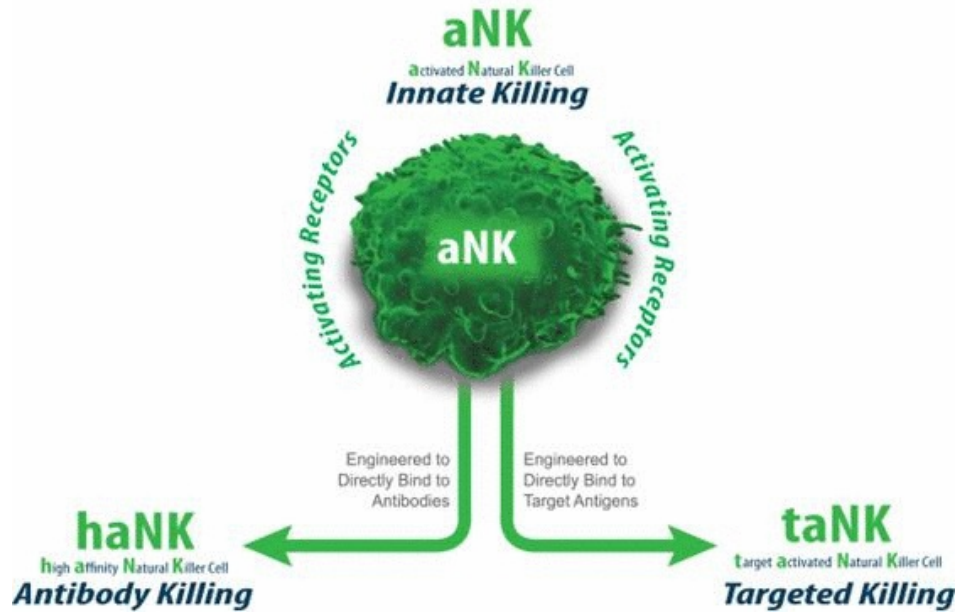 aNK
activated Natural Killer Cell
Innate Killing
Activating Receptors
Activating Receptors
aNK
Engineered to
Directly Bind to
Antibodies
Engineered to
Directly Bind to
Target Antigens
haNK
high affinity Natural Killer Cell
Antibody Killing
taNK
target activated Natural Killer Cell
Targeted Killing